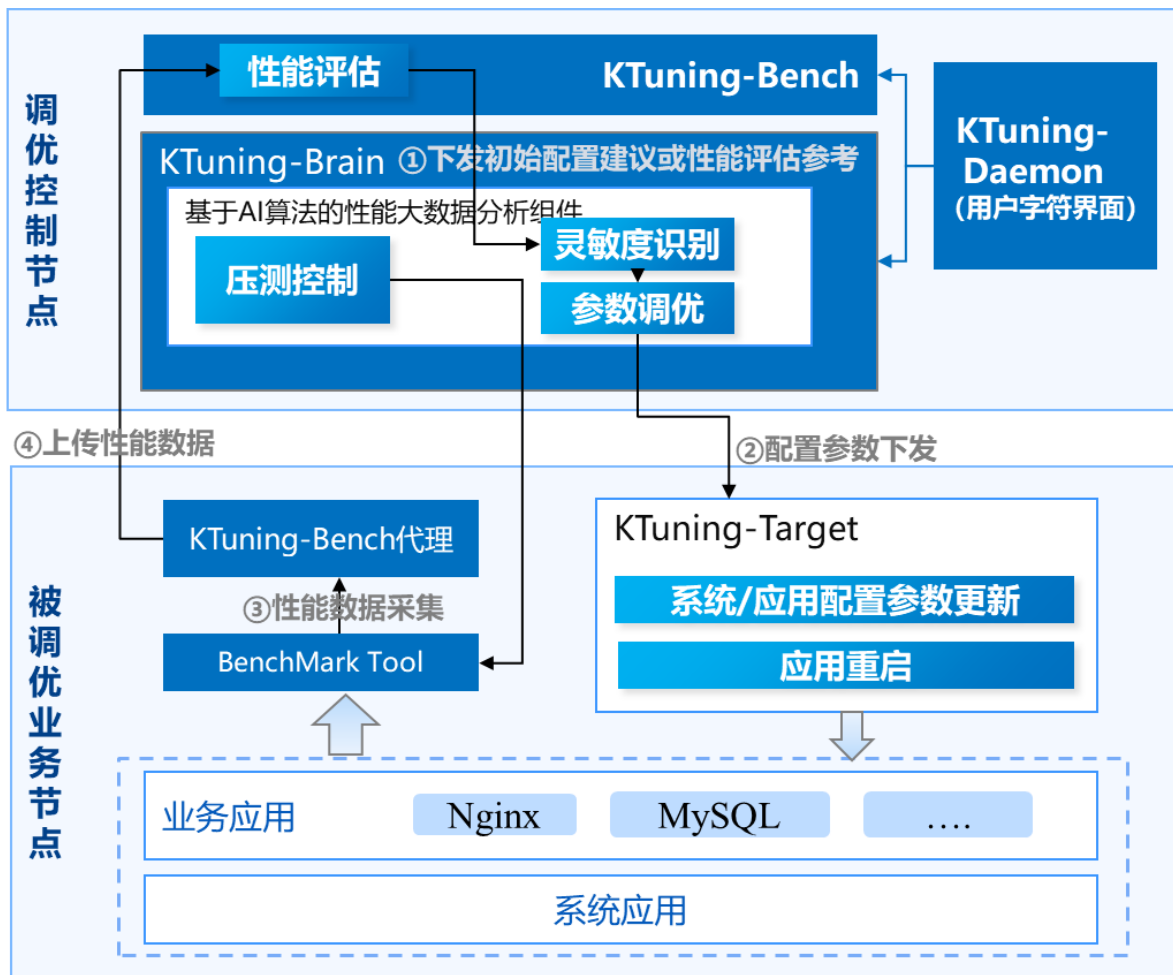 调优控制节点
性能评估
KTuning-Bench
KTuning-Brain
①下发初始配置建议或性能评估参考
基于AI算法的性能大数据分析组件
压测控制
灵敏度识别
参数调优
KTuning-
Daemon
(用户字符界面)
④上传性能数据
②配置参数下发
被调优业务节点
KTuning-Bench代理
③性能数据采集
BenchMark Tool
KTuning-Target
系统/应用配置参数更新
应用重启
业务应用
Nginx
MySQL
....
系统应用